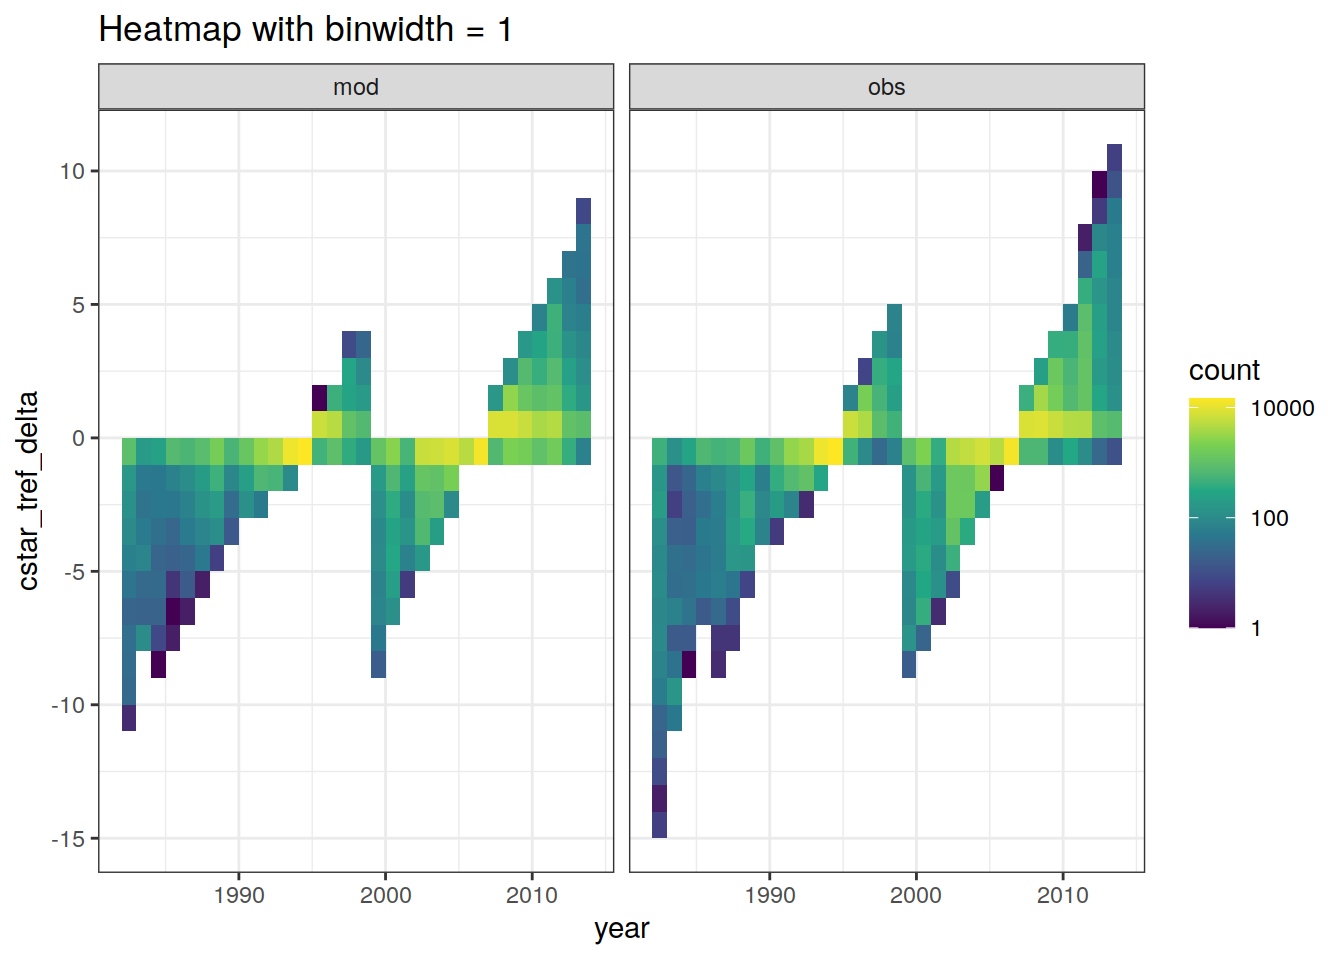 Heatmap with binwidth = 1
mod
obs
cstar_tref_delta
10
5
0
-5
-10
-15
1990
2000
2010
1990
2000
2010
year
count
10000
100
1